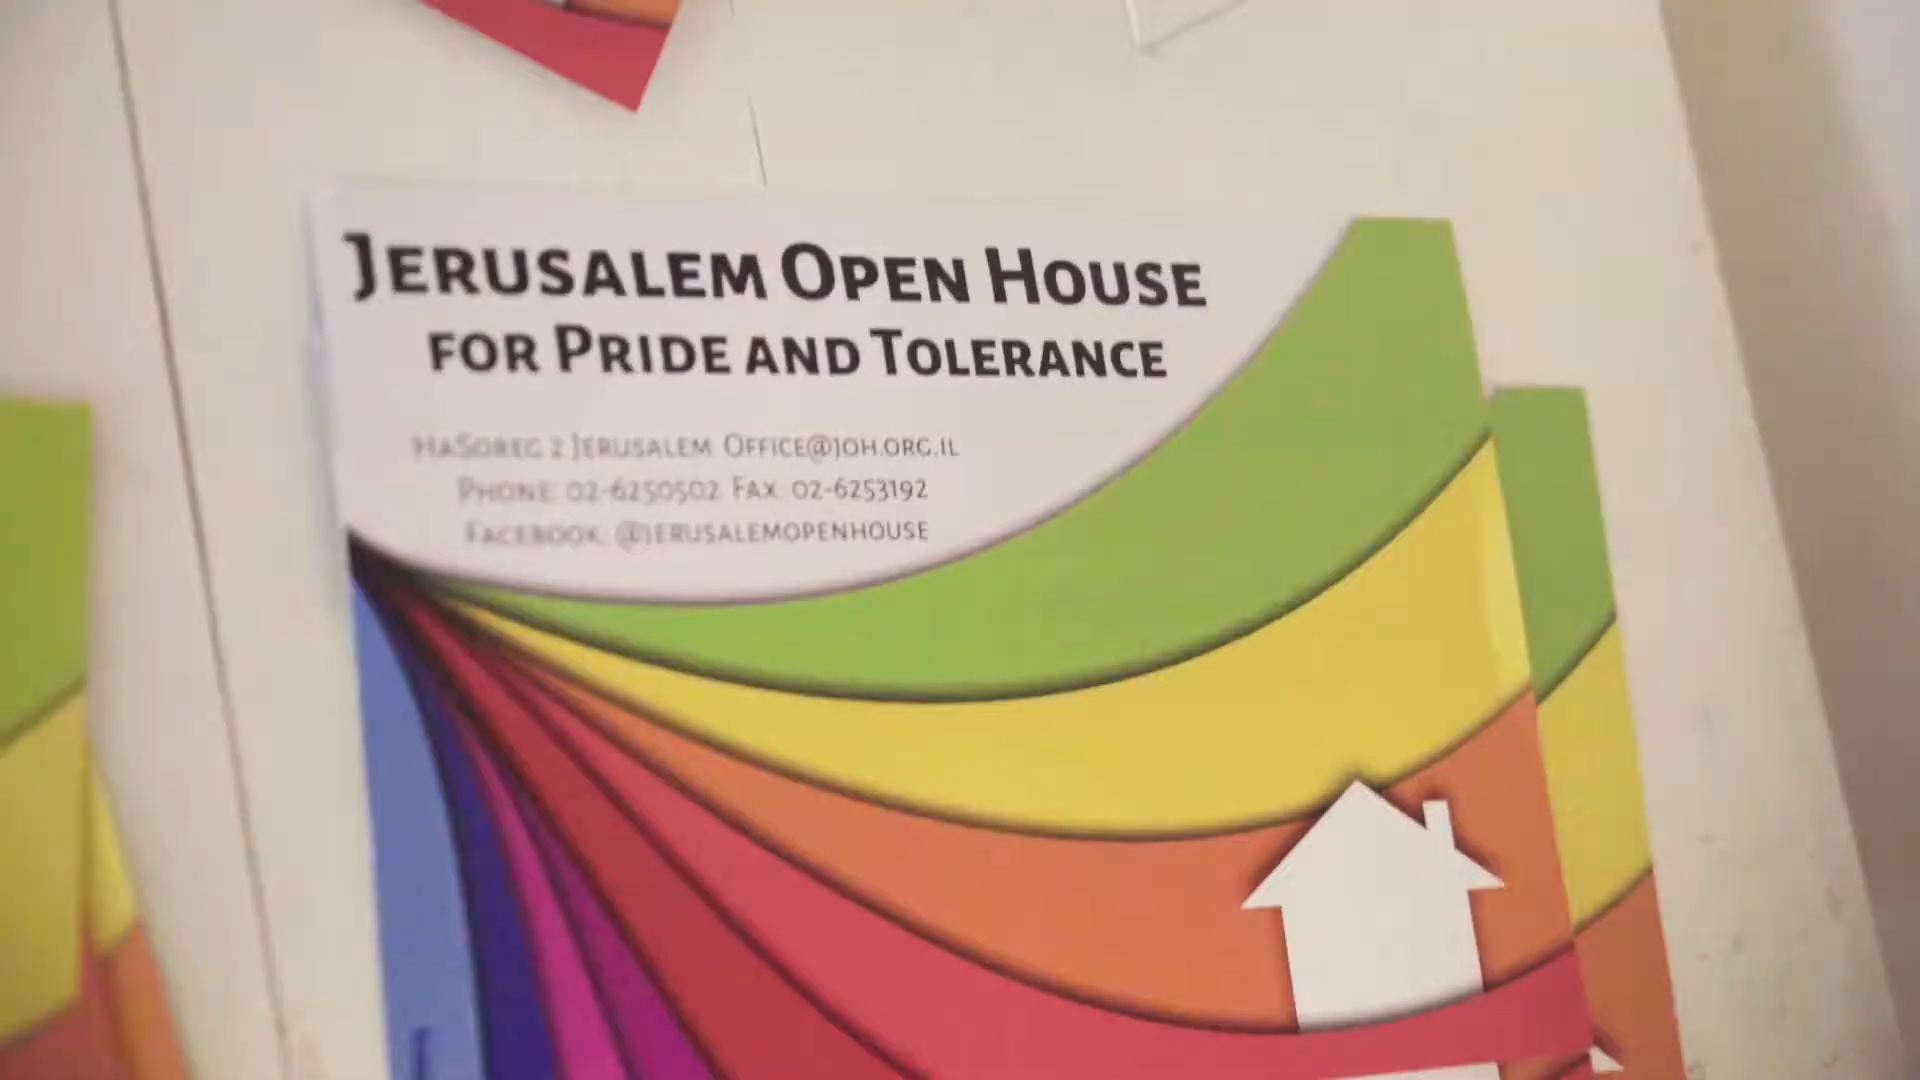 JERUSALEM OPEN HOUSE
FOR PRIDE AND TOLERANCE
HASOREG 2 JERUSALEM OFFICE@JOH.ORG.IL
PHONE: 02-6250502 FAX: 02-6253192
FACEBOOK: @JERUSALEMOPENHOUSE